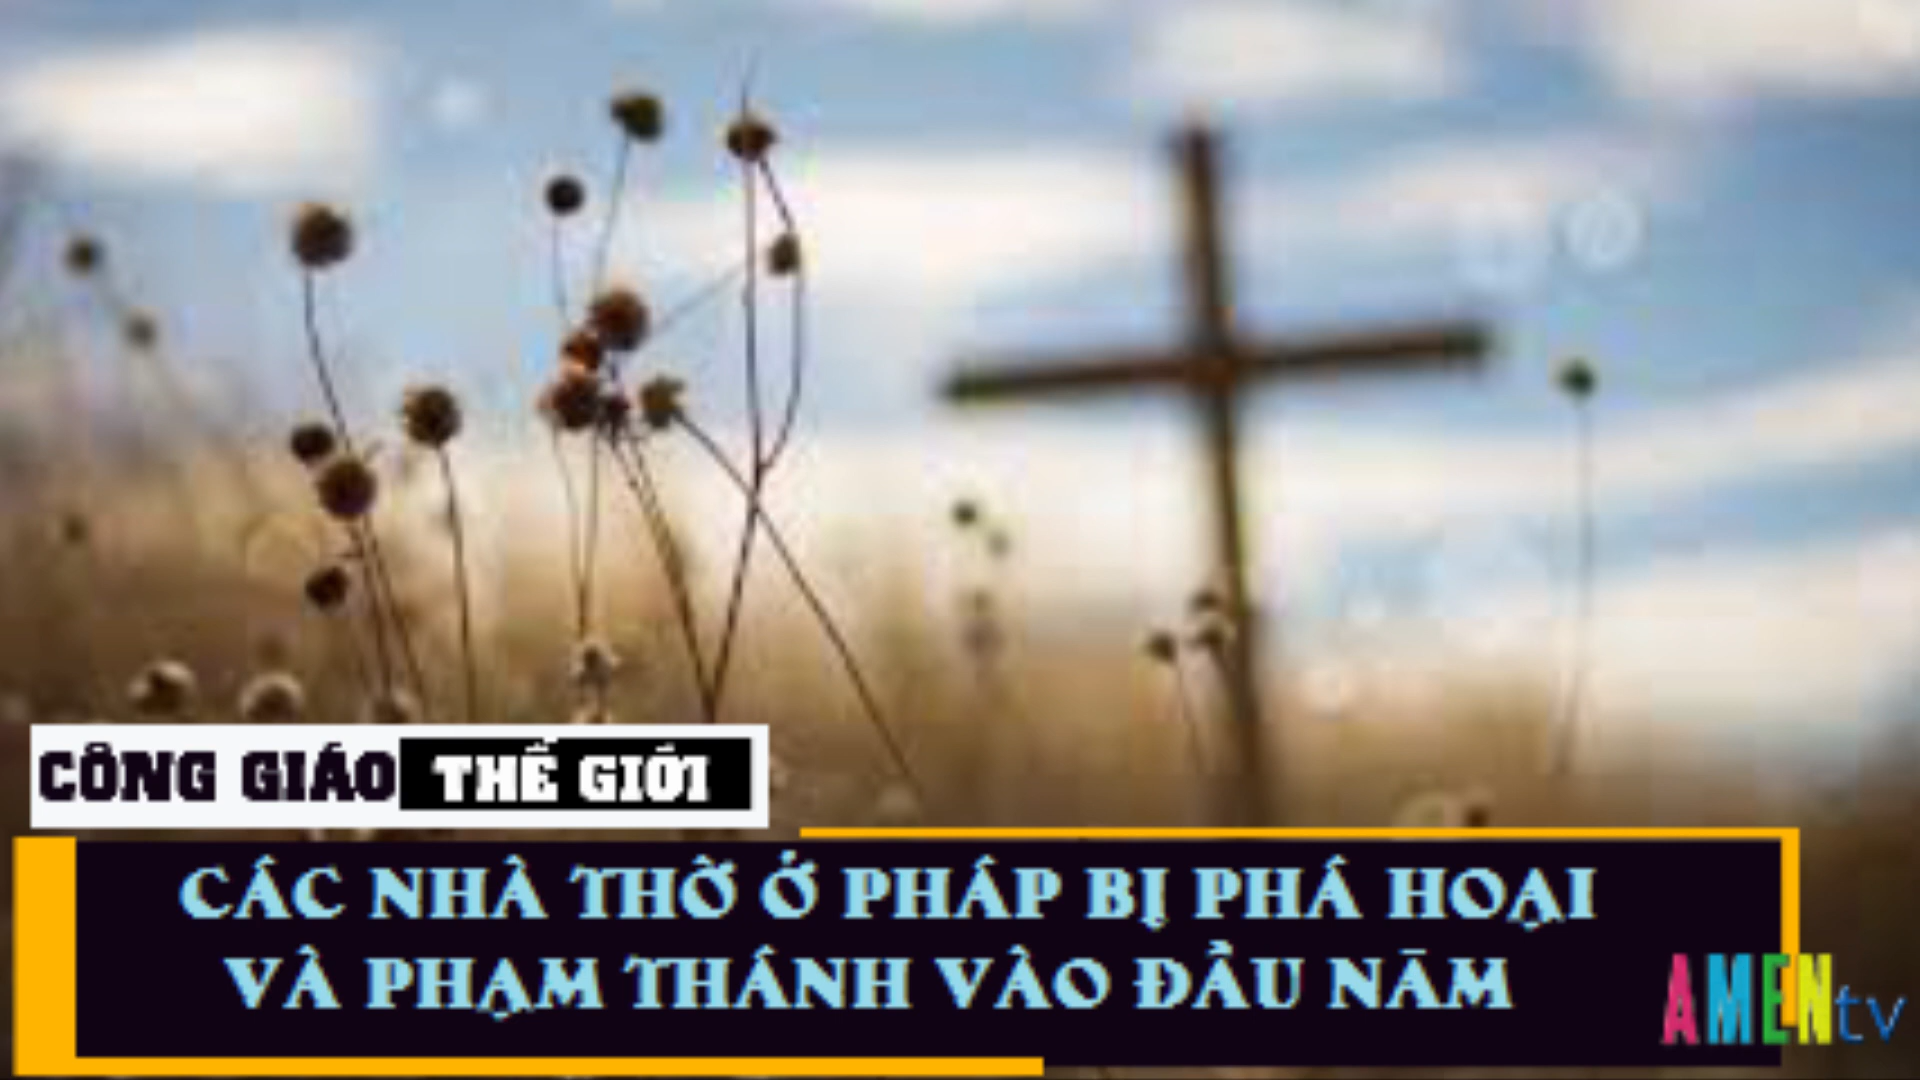 CÔNG GIÁO THẾ GIỚI
CÁC NHÀ THỜ Ở PHÁP BỊ PHÁ HOẠI
VÀ PHẠM THÁNH VÀO ĐẦU NĂM
AMENtv